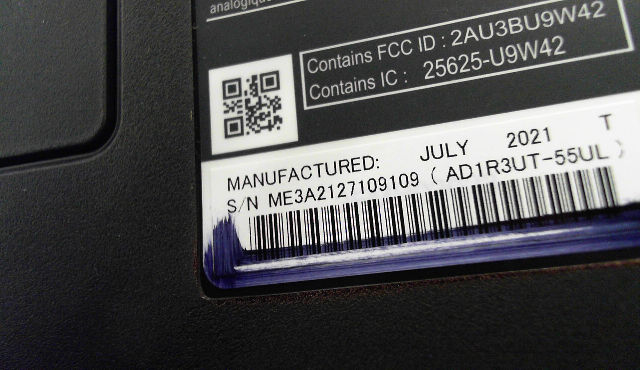 analogique
Contains FCC ID : 2AU3BU9W42
Contains IC : 25625-U9W42
MANUFACTURED: JULY 2021 T
S/N ME3A2127109109 ( AD1R3UT-55UL )